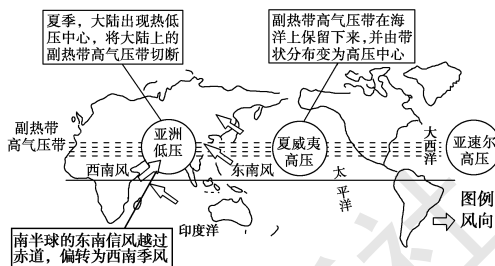 夏季，大陆出现热低
压中心，将大陆上的
副热带高气压带切断
副热带高气压带在海
洋上保留下来，并由带
状分布变为高压中心
副热带
高气压带
亚洲
低压
夏威夷
高压
大
西
洋
亚速尔
高压
西南风
东南风
太
平
洋
印度洋
图例
风向
南半球的东南信风越过
赤道，偏转为西南季风